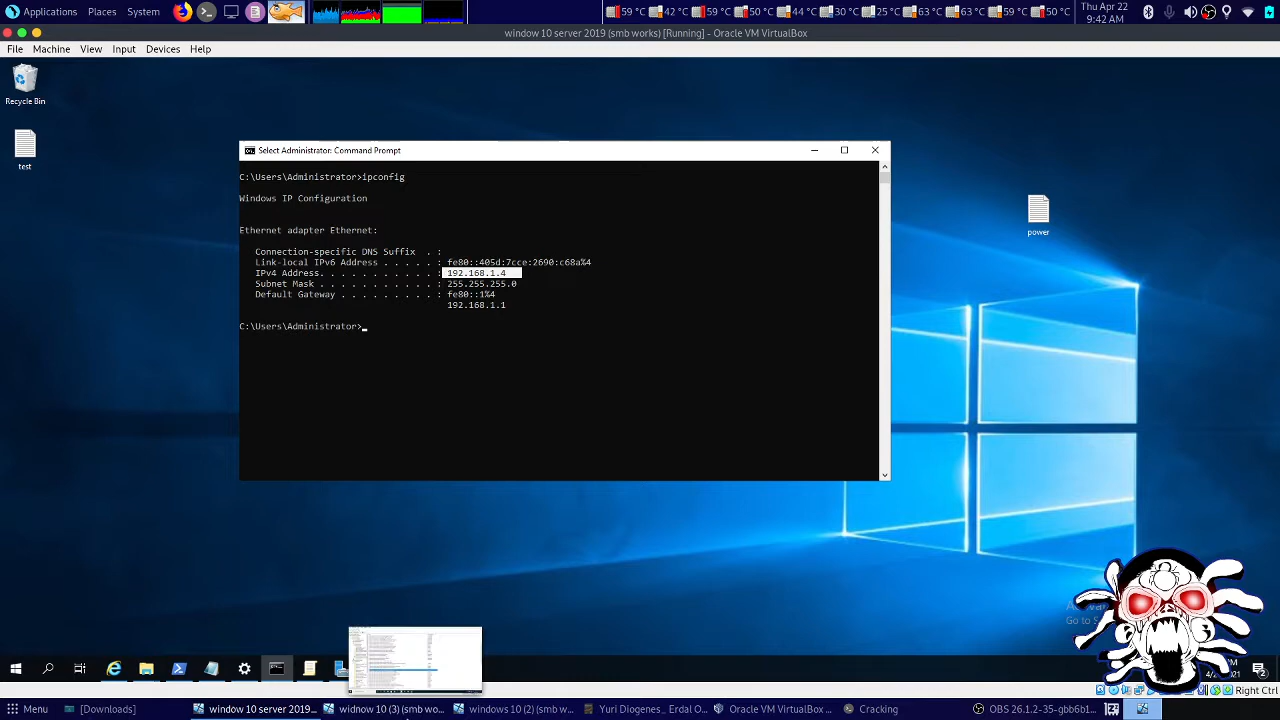 Applications Places System
59 °C 42 °C 59 °C 50 °C 44 °C 30 °C 25 °C 63 °C 63 °C 59 °C 50 °C
Thu Apr 22
9:42 AM
window 10 server 2019 (smb works) [Running] - Oracle VM VirtualBox
File Machine View Input Devices Help
Recycle Bin
test
power
Select Administrator: Command Prompt
C:\Users\Administrator>ipconfig
Windows IP Configuration
Ethernet adapter Ethernet:
Connection-specific DNS Suffix . :
Link-local IPv6 Address . . . . . : fe80::405d:7cce:2690:c68a%4
IPv4 Address. . . . . . . . . . . : 192.168.1.4
Subnet Mask . . . . . . . . . . . : 255.255.255.0
Default Gateway . . . . . . . . . : fe80::1%4
192.168.1.1
C:\Users\Administrator>
Go to S
Menu
[Downloads]
window 10 server 2019...
window 10 (3) (smb wo...
windows 10 (2) (smb w...
Yuri Diogenes_ Erdal O...
Oracle VM VirtualBox ...
Cracking
OBS 26.1.2-35-gbb6b1...